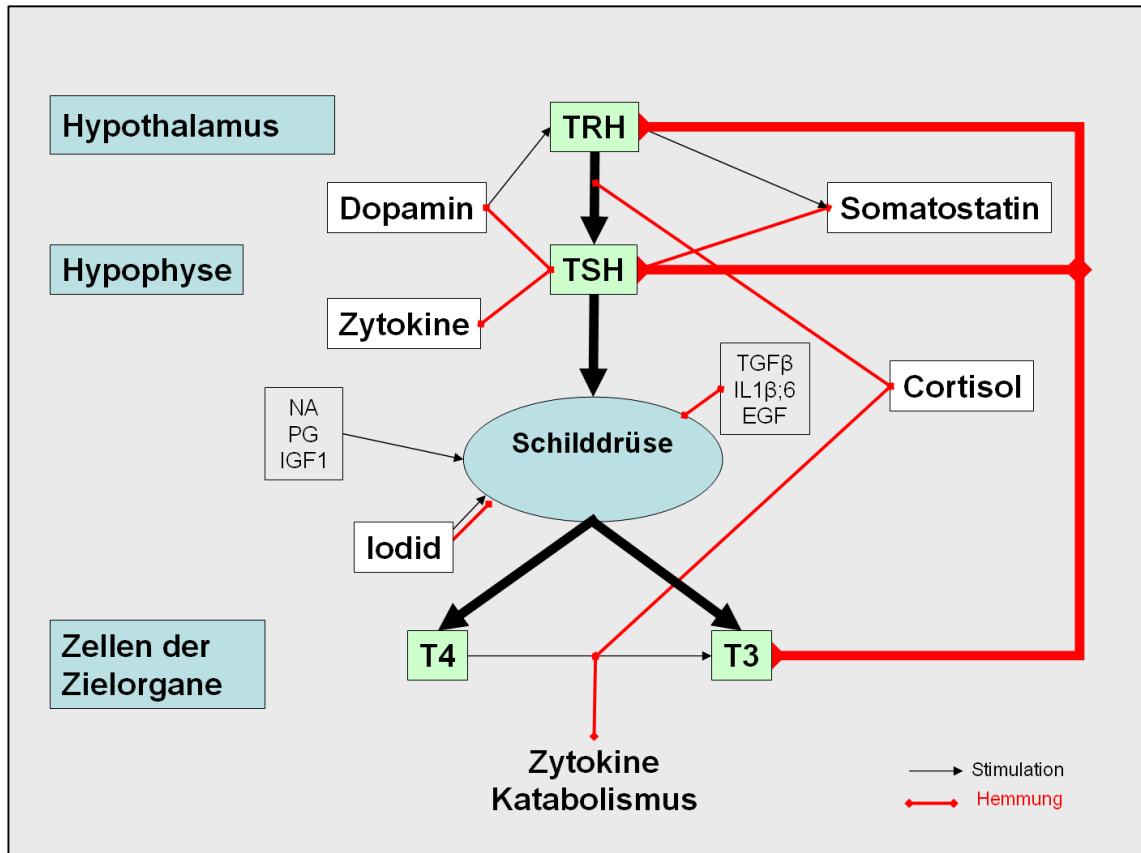 Hypothalamus
TRH
Dopamin
Somatostatin
Hypophyse
TSH
Zytokine
TGFβ
IL1β;6
EGF
Cortisol
NA
PG
IGF1
Schilddrüse
Iodid
Zellen der
Zielorgane
T4
T3
Zytokine
Katabolismus
Stimulation
Hemmung